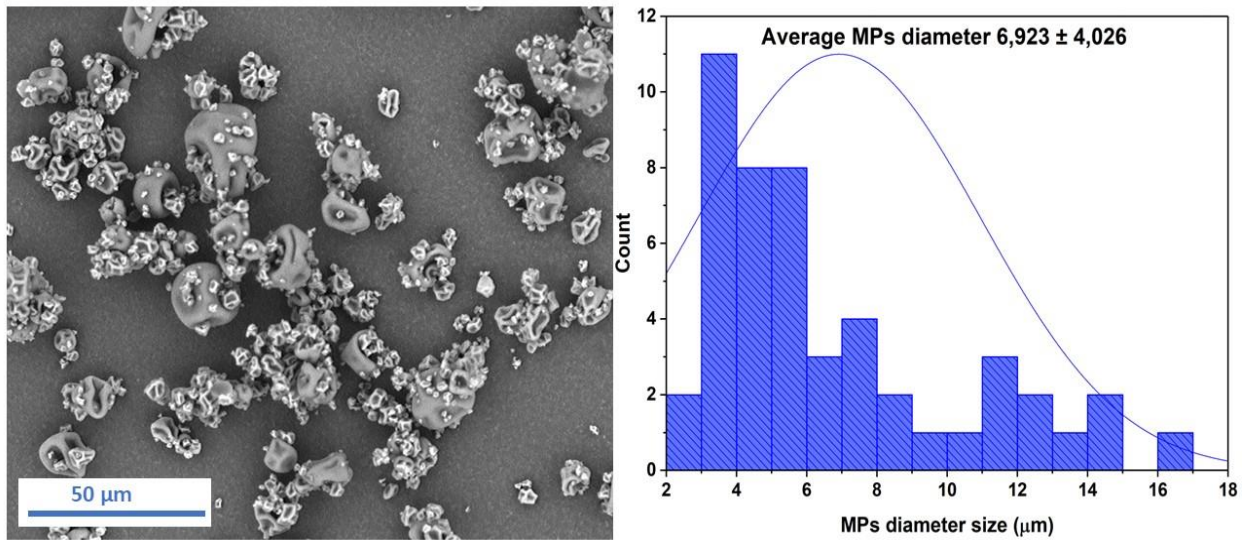 50 μm
Average MPs diameter 6,923 ± 4,026
12
10
8
6
4
2
0
Count
2 4 6 8 10 12 14 16 18
MPs diameter size (μm)